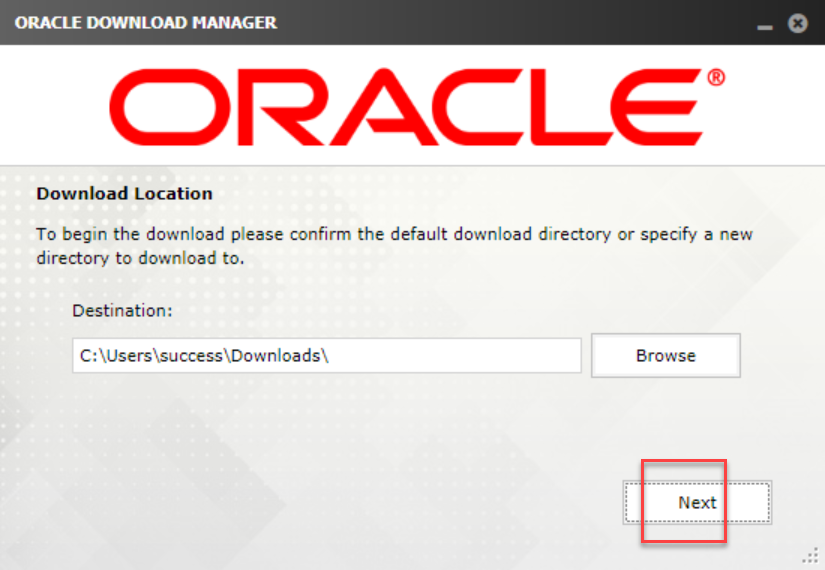 ORACLE DOWNLOAD MANAGER
ORACLE®
Download Location
To begin the download please confirm the default download directory or specify a new
directory to download to.
Destination:
C:\Users\success\Downloads\
Browse
Next